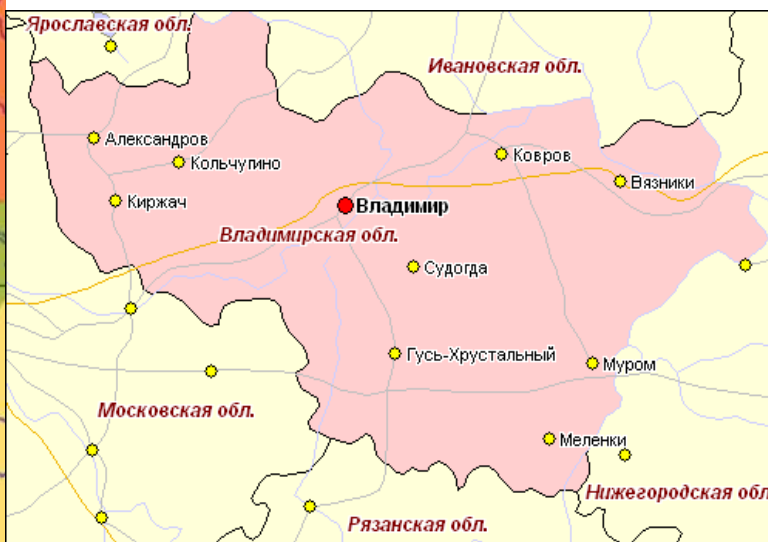 Ярославская обл.
Ивановская обл.
Александров
Кольчугино
Ковров
Вязники
Киржач
Владимир
Владимирская обл.
Судогда
Гусь-Хрустальный
Муром
Московская обл.
Меленки
Нижегородская обл
Рязанская обл.